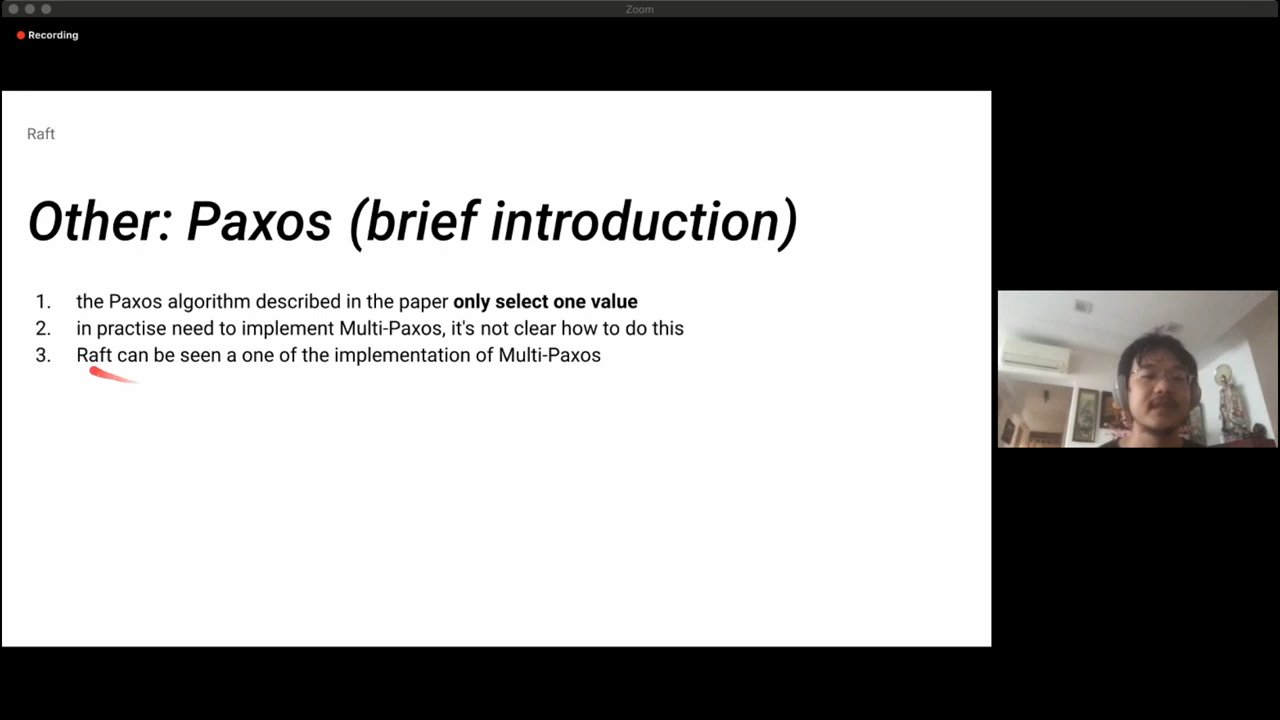 Zoom
Recording
Raft
Other: Paxos (brief introduction)
1. the Paxos algorithm described in the paper only select one value
2. in practise need to implement Multi-Paxos, it's not clear how to do this
3. Raft can be seen a one of the implementation of Multi-Paxos